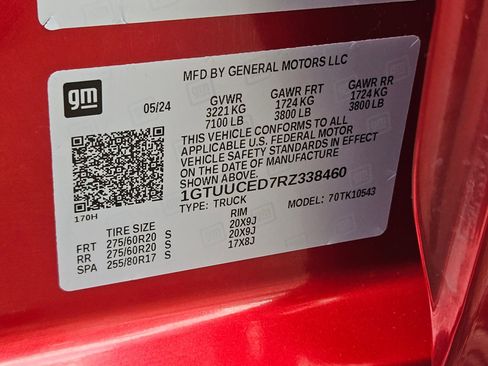 MFD BY GENERAL MOTORS LLC
gm
05/24 GVWR GAWR FRT GAWR RR
3221 KG 1724 KG 1724 KG
7100 LB 3800 LB 3800 LB
THIS VEHICLE CONFORMS TO ALL
APPLICABLE U.S. FEDERAL MOTOR
VEHICLE SAFETY STANDARDS IN EFFECT
ON THE DATE OF MANUFACTURE
SHOWN ABOVE.
1GTUUCED7RZ338460
170H TYPE: TRUCK MODEL: 70TK10543
TIRE SIZE RIM
FRT 275/60R20 S 20X9J
RR 275/60R20 S 20X9J
SPA 255/80R17 S 17X8J